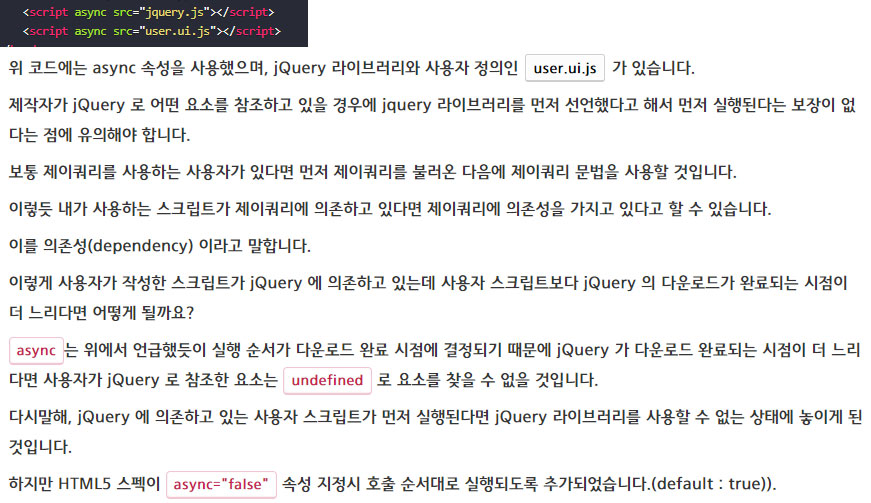 <script async src="jquery.js"></script>
<script async src="user.ui.js"></script>
위 코드에는 async 속성을 사용했으며, jQuery 라이브러리와 사용자 정의인 user.ui.js 가 있습니다.
제작자가 jQuery 로 어떤 요소를 참조하고 있을 경우에 jquery 라이브러리를 먼저 선언했다고 해서 먼저 실행된다는 보장이 없
다는 점에 유의해야 합니다.
보통 제이쿼리를 사용하는 사용자가 있다면 먼저 제이쿼리를 불러온 다음에 제이쿼리 문법을 사용할 것입니다.
이렇듯 내가 사용하는 스크립트가 제이쿼리에 의존하고 있다면 제이쿼리에 의존성을 가지고 있다고 할 수 있습니다.
이를 의존성(dependency) 이라고 말합니다.
이렇게 사용자가 작성한 스크립트가 jQuery 에 의존하고 있는데 사용자 스크립트보다 jQuery 의 다운로드가 완료되는 시점이
더 느리다면 어떻게 될까요?
async 는 위에서 언급했듯이 실행 순서가 다운로드 완료 시점에 결정되기 때문에 jQuery 가 다운로드 완료되는 시점이 더 느리
다면 사용자가 jQuery 로 참조한 요소는 undefined 로 요소를 찾을 수 없을 것입니다.
다시말해, jQuery 에 의존하고 있는 사용자 스크립트가 먼저 실행된다면 jQuery 라이브러리를 사용할 수 없는 상태에 놓이게 된
것입니다.
하지만 HTML5 스펙이 async="false" 속성 지정시 호출 순서대로 실행되도록 추가되었습니다.(default : true)).